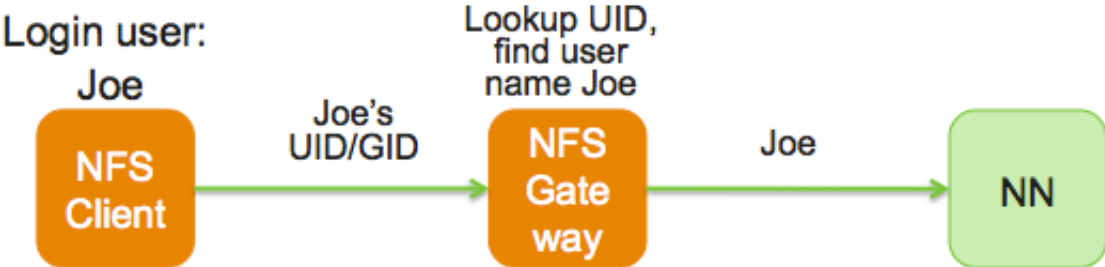 Login user:
Joe
NFS
Client
Joe's
UID/GID
Lookup UID,
find user
name Joe
NFS
Gate
way
Joe
NN